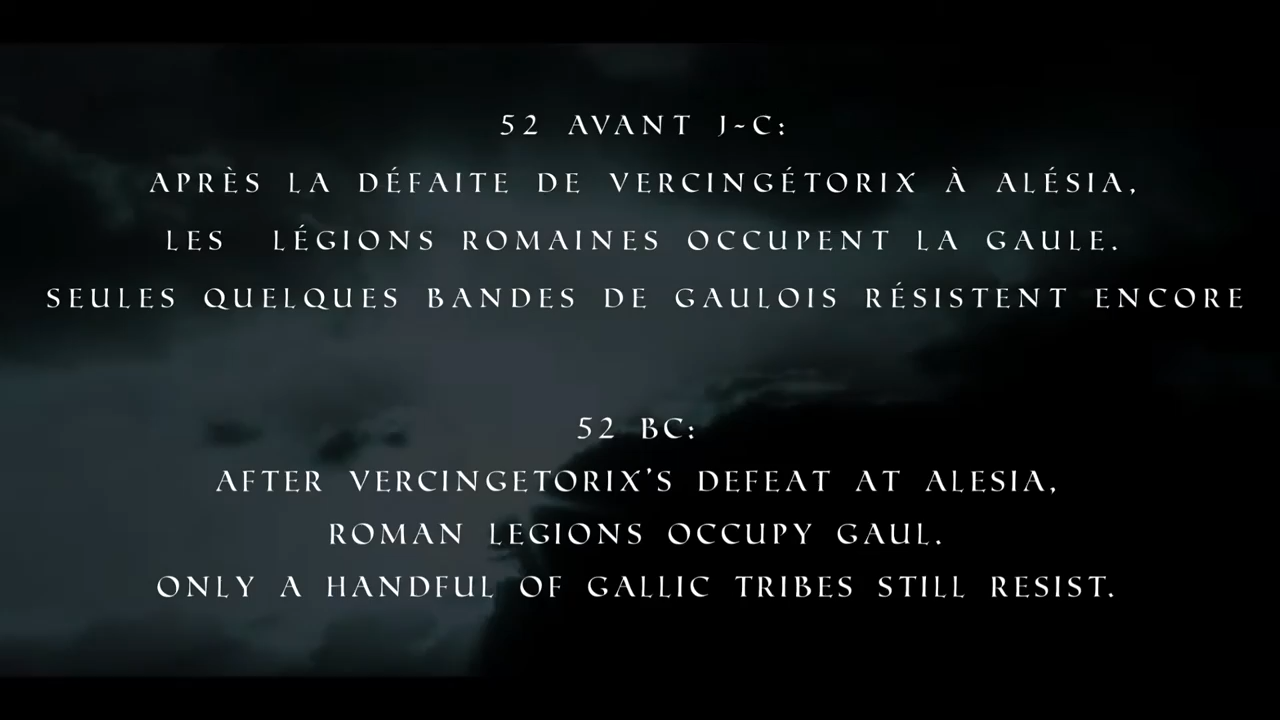 52 AVANT J~C:
APRÈS LA DÉFAITE DE VERCINGÉTORIX À ALÉSIA,
LES LÉGIONS ROMAINES OCCUPENT LA GAULE.
SEULES QUELQUES BANDES DE GAULOIS RÉSISTENT ENCORE
52 BC:
AFTER VERCINGETORIX'S DEFEAT AT ALESIA,
ROMAN LEGIONS OCCUPY GAUL.
ONLY A HANDFUL OF GALLIC TRIBES STILL RESIST.